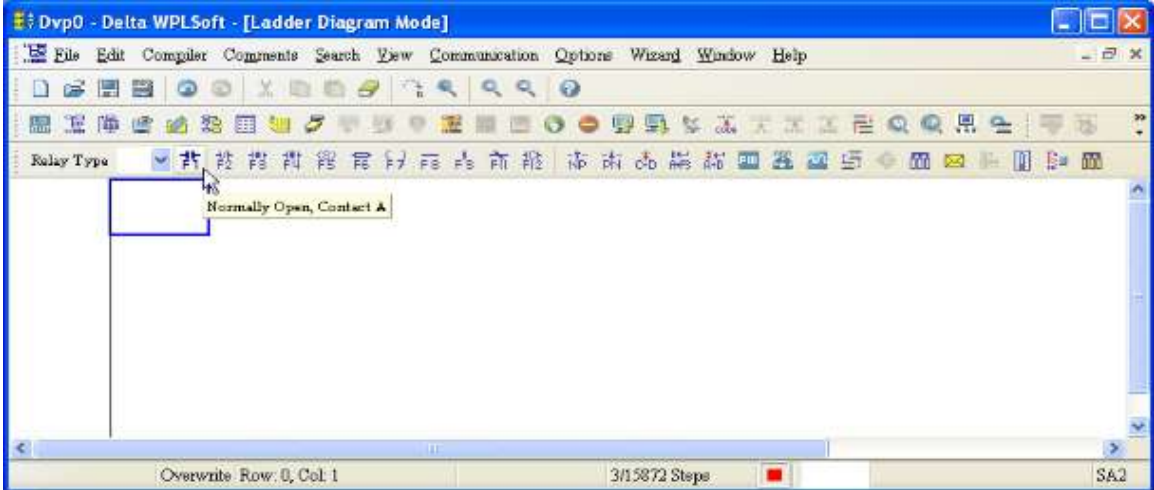 Dvp0 - Delta WPLSoft - [Ladder Diagram Mode]
File Edit Compiler Comments Search View Communication Options Wizard Window Help
Relay Type
Normally Open, Contact A
Overwrite Row: 0, Col: 1 3/15872 Steps SA2